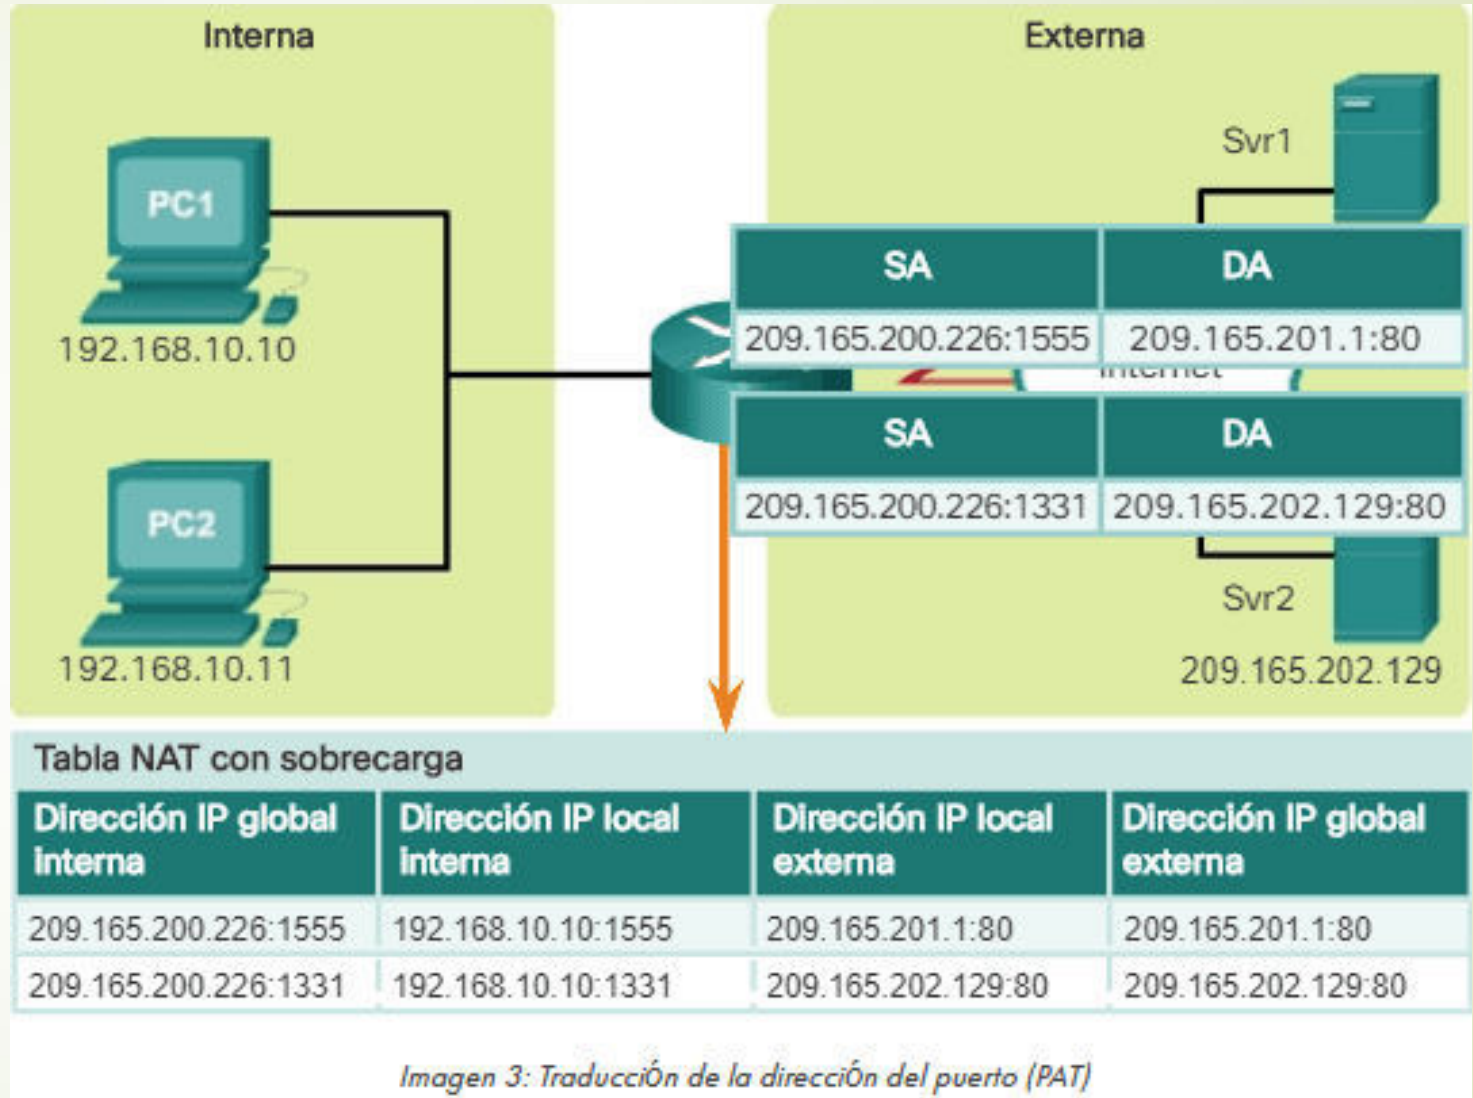 Interna
Externa
Svr1
PC1
SA DA
209.165.200.226:1555 209.165.201.1:80
192.168.10.10
Internet
SA DA
209.165.200.226:1331 209.165.202.129:80
PC2
Svr2
192.168.10.11
209.165.202.129
Tabla NAT con sobrecarga
Dirección IP global interna
Dirección IP local interna
Dirección IP local externa
Dirección IP global externa
209.165.200.226:1555 192.168.10.10:1555 209.165.201.1:80 209.165.201.1:80
209.165.200.226:1331 192.168.10.10:1331 209.165.202.129:80 209.165.202.129:80
Imagen 3: Traducción de la dirección del puerto (PAT)